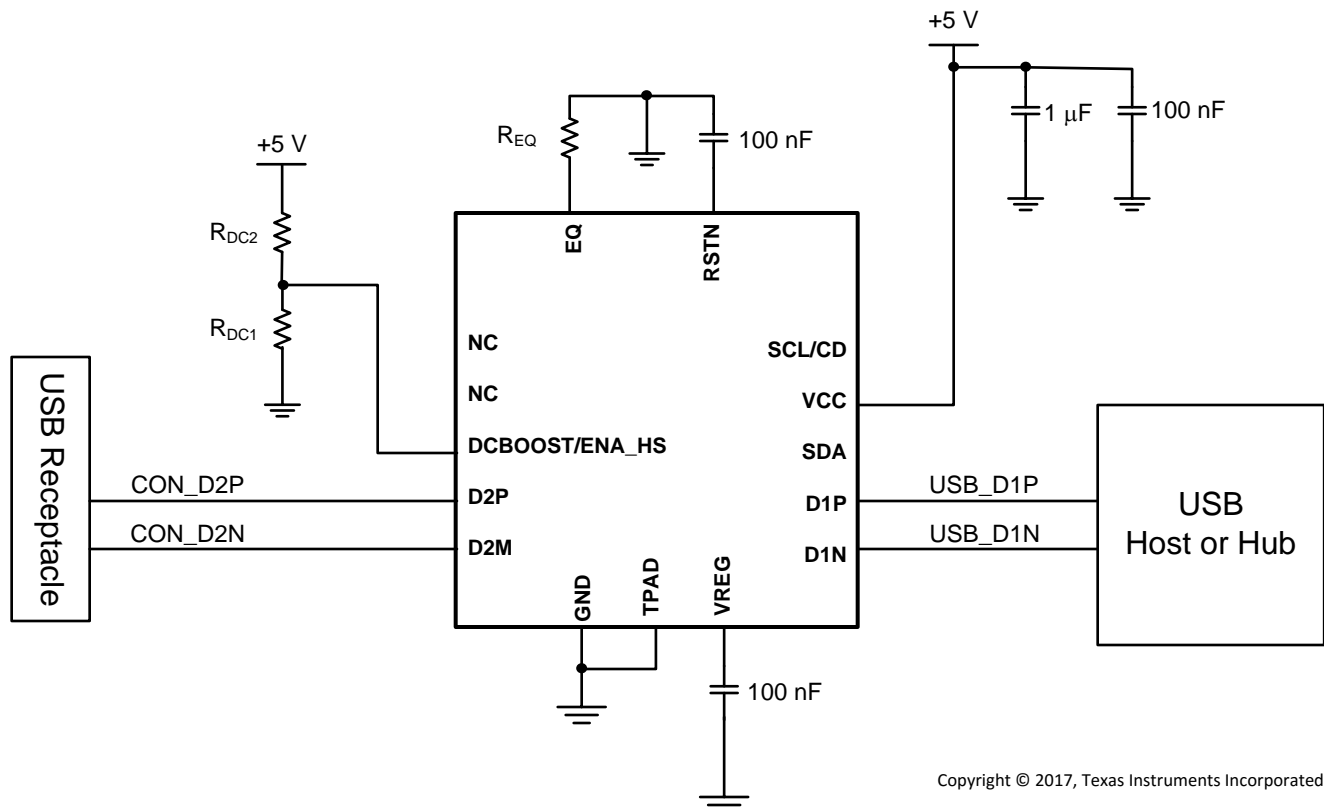 +5 V
1 μF
100 nF
R_EQ
100 nF
+5 V
R_DC2
R_DC1
EQ
RSTN
NC
SCL/CD
NC
VCC
DCBOOST/ENA_HS
SDA
CON_D2P
D2P
D1P
USB_D1P
CON_D2N
D2M
D1N
USB_D1N
USB Receptacle
USB
Host or Hub
GND
TPAD
VREG
100 nF
Copyright © 2017, Texas Instruments Incorporated